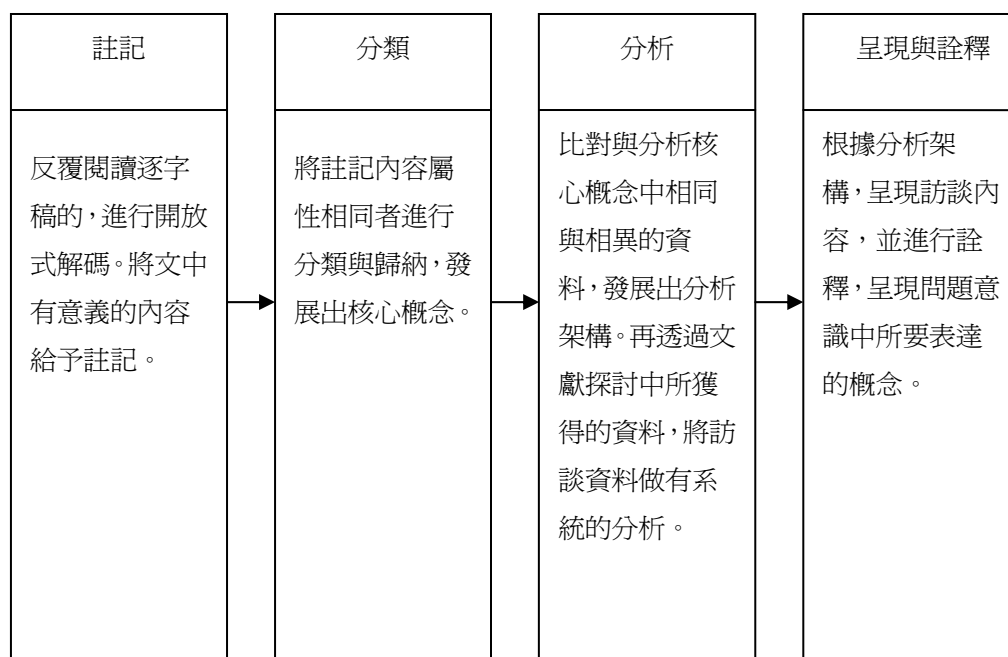 註記
反覆閱讀逐字
稿的，進行開放
式解碼。將文中
有意義的內容
給予註記。
分類
將註記內容屬
性相同者進行
分類與歸納，發
展出核心概念。
分析
比對與分析核
心概念中相同
與相異的資
料，發展出分析
架構。再透過文
獻探討中所獲
得的資料，將訪
談資料做有系
統的分析。
呈現與詮釋
根據分析架
構，呈現訪談內
容，並進行詮
釋，呈現問題意
識中所要表達
的概念。